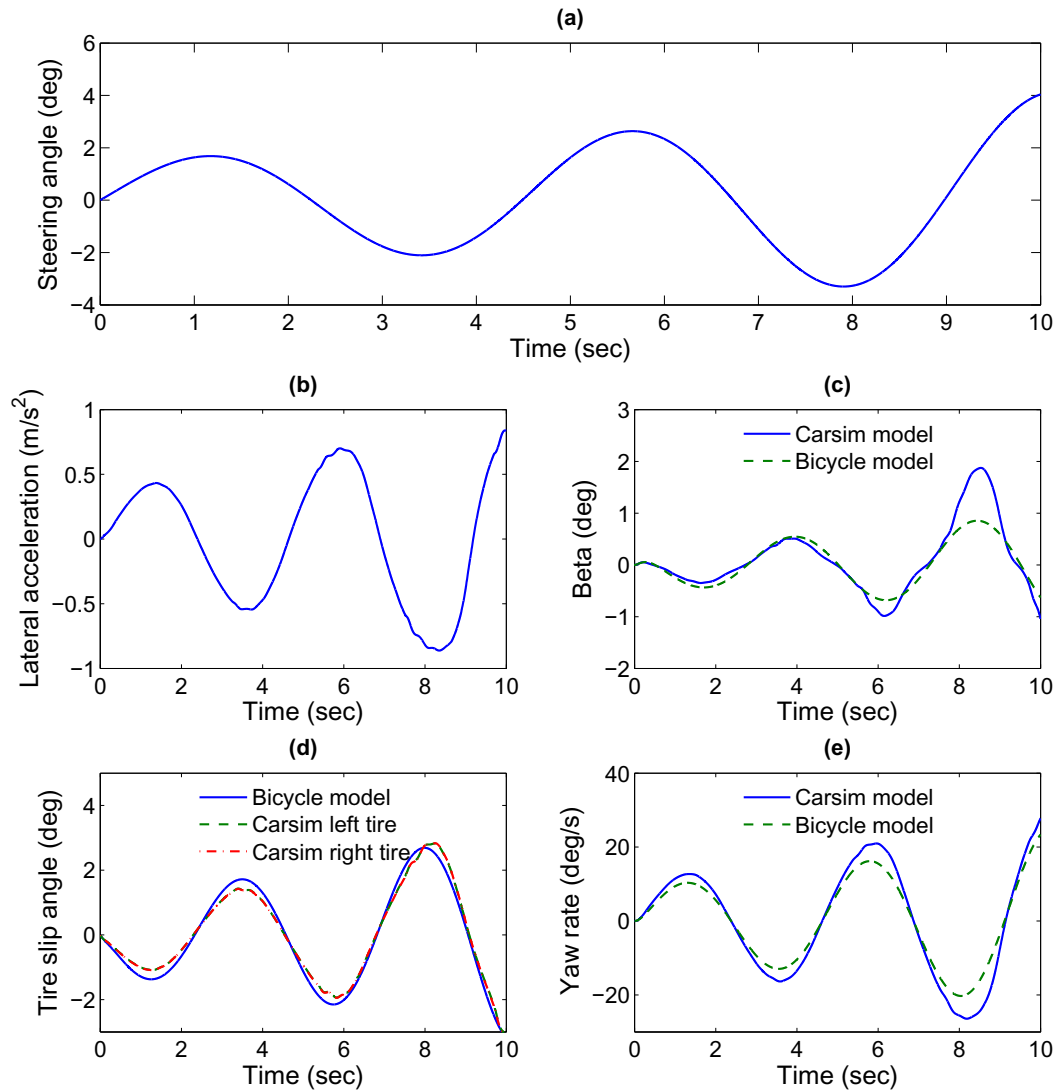 (a)
Steering angle (deg)
6
4
2
0
−2
−4
0 1 2 3 4 5 6 7 8 9 10
Time (sec)
(b)
Lateral acceleration (m/s²)
1
0.5
0
−0.5
−1
0 2 4 6 8 10
Time (sec)
(c)
Beta (deg)
3
2
1
0
−1
−2
Carsim model
Bicycle model
0 2 4 6 8 10
Time (sec)
(d)
Tire slip angle (deg)
4
2
0
−2
Bicycle model
Carsim left tire
Carsim right tire
0 2 4 6 8 10
Time (sec)
(e)
Yaw rate (deg/s)
40
20
0
−20
Carsim model
Bicycle model
0 2 4 6 8 10
Time (sec)